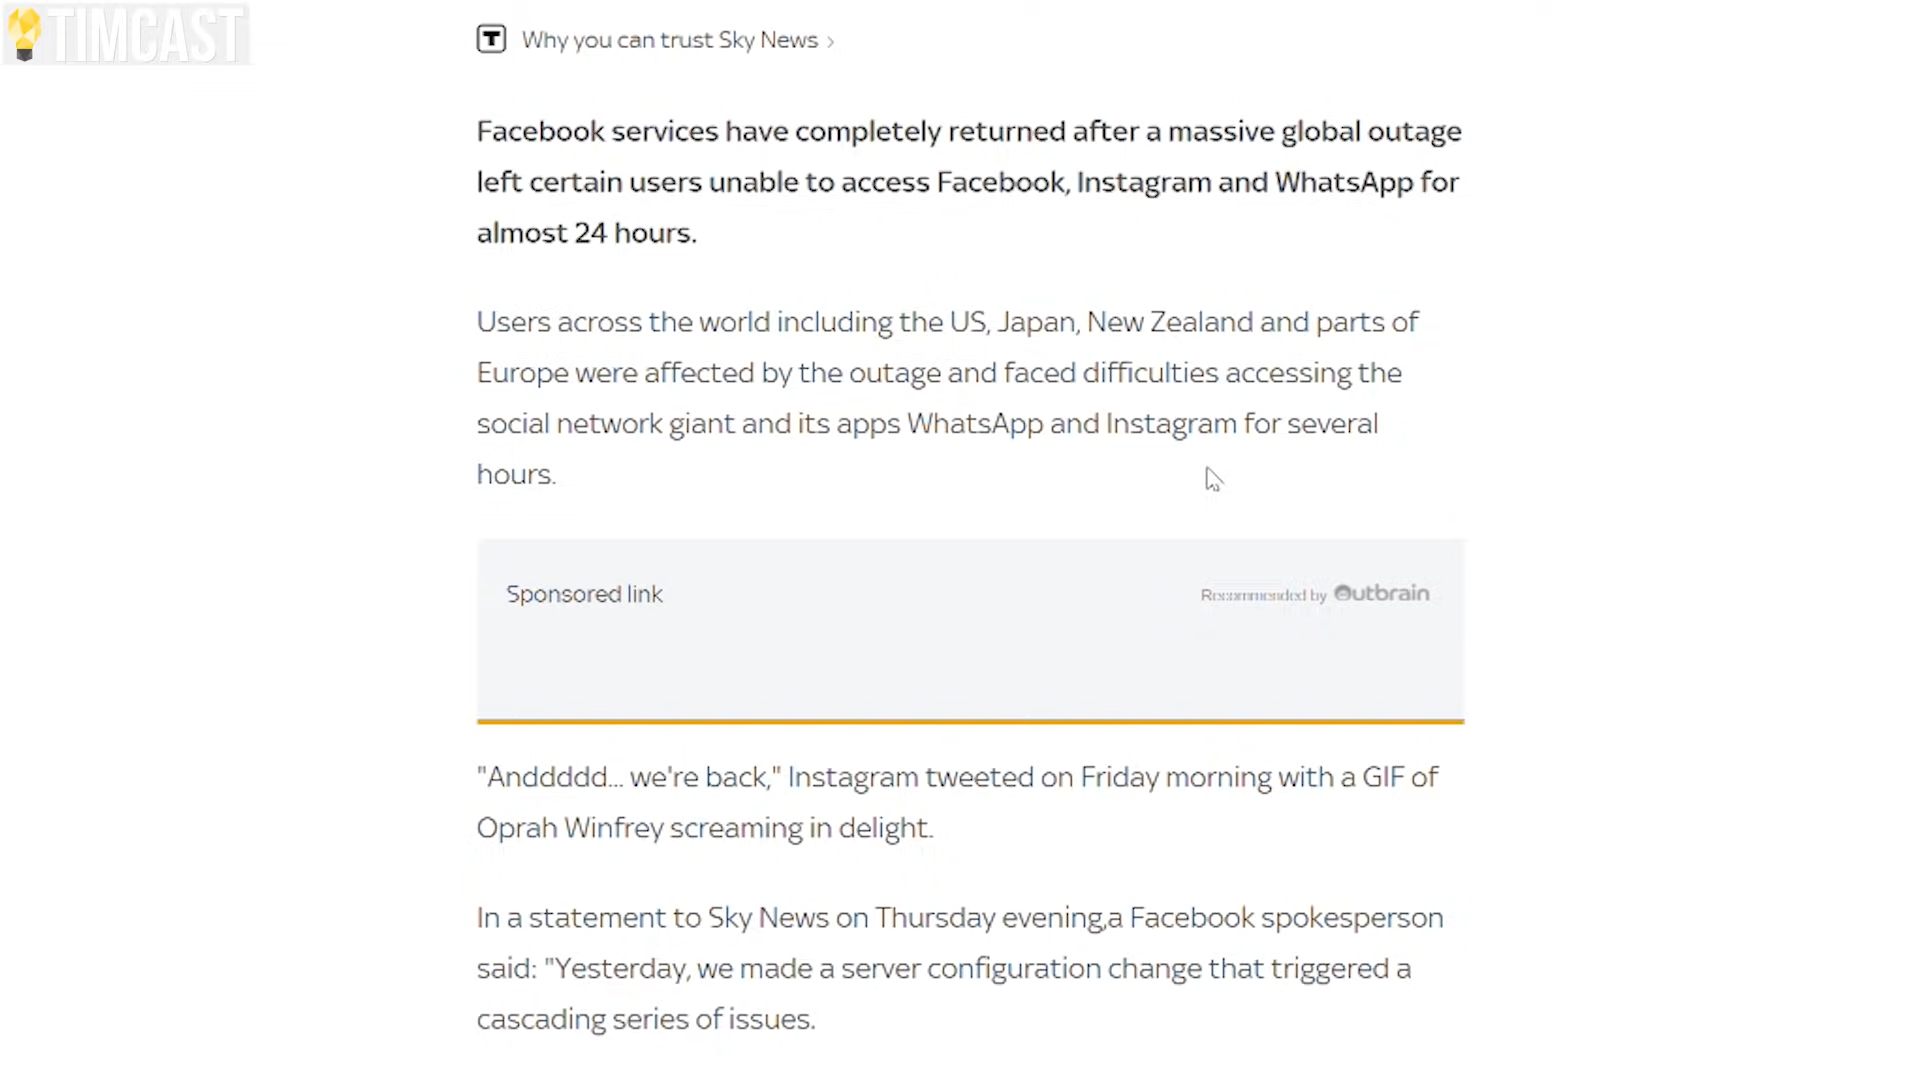 TIMCAST
T Why you can trust Sky News >
Facebook services have completely returned after a massive global outage
left certain users unable to access Facebook, Instagram and WhatsApp for
almost 24 hours.
Users across the world including the US, Japan, New Zealand and parts of
Europe were affected by the outage and faced difficulties accessing the
social network giant and its apps WhatsApp and Instagram for several
hours.
Sponsored link
Recommended by Outbrain
"Anddddd... we're back," Instagram tweeted on Friday morning with a GIF of
Oprah Winfrey screaming in delight.
In a statement to Sky News on Thursday evening,a Facebook spokesperson
said: "Yesterday, we made a server configuration change that triggered a
cascading series of issues.